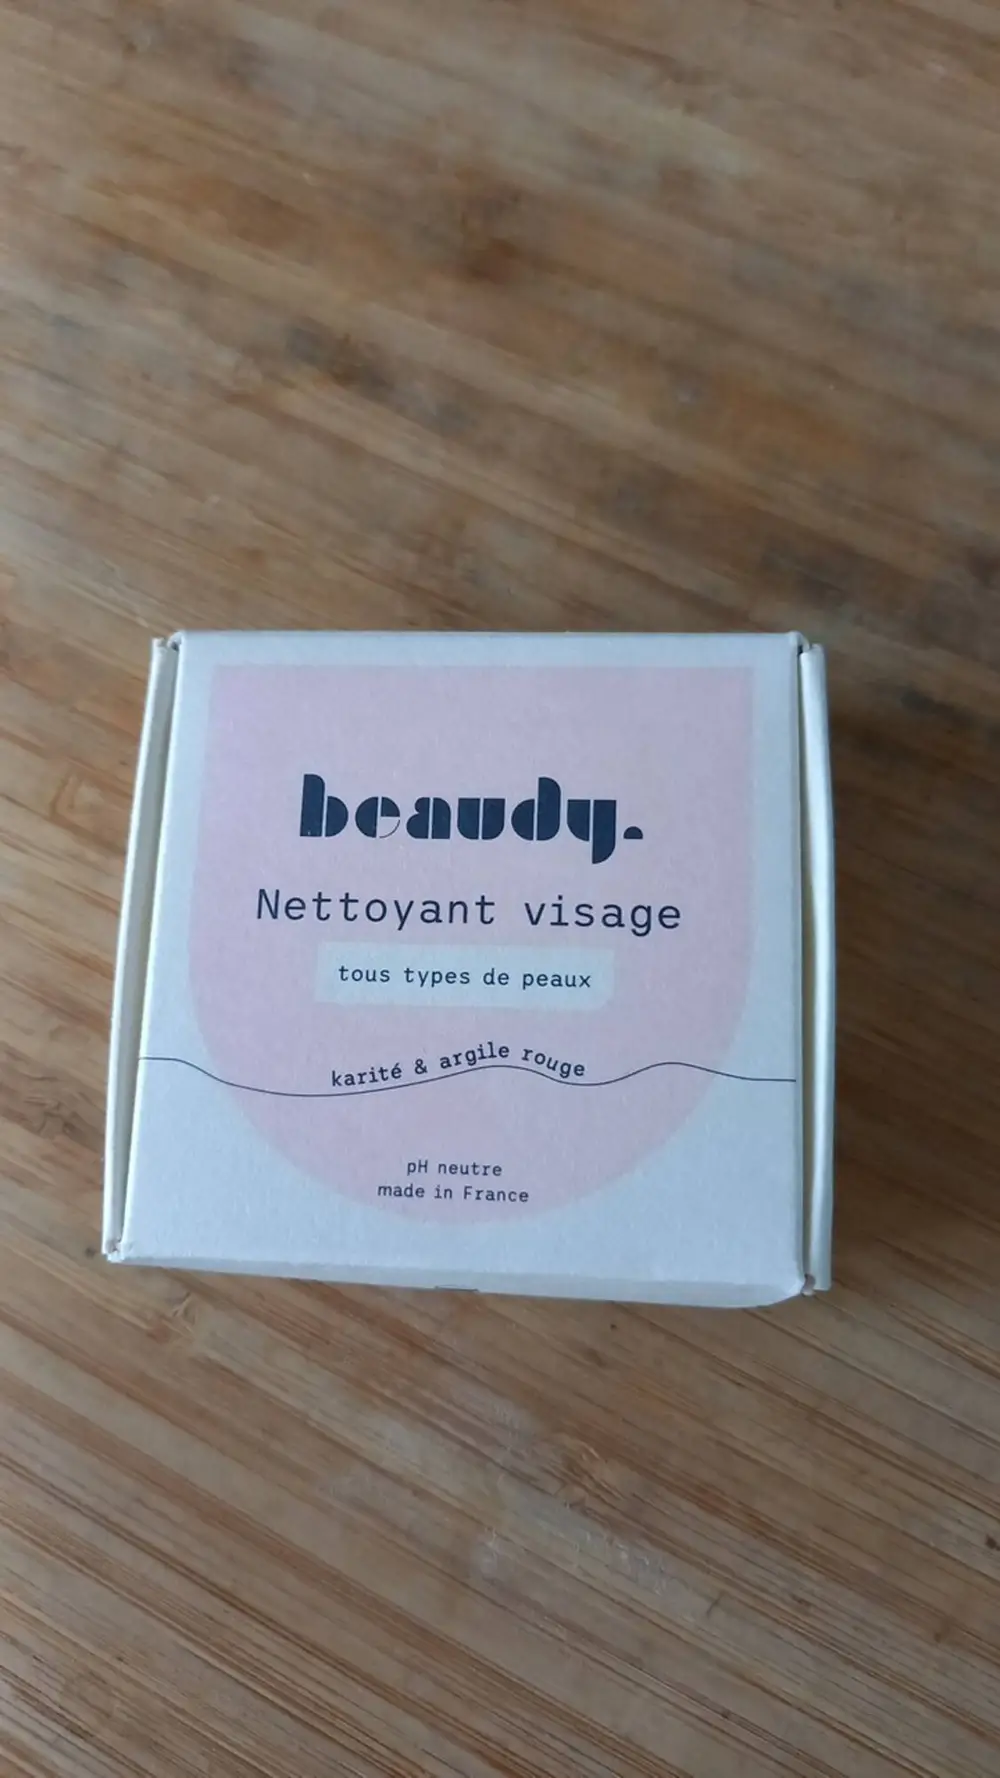 beaudy.
Nettoyant visage
tous types de peaux
karité & argile rouge
pH neutre
made in France